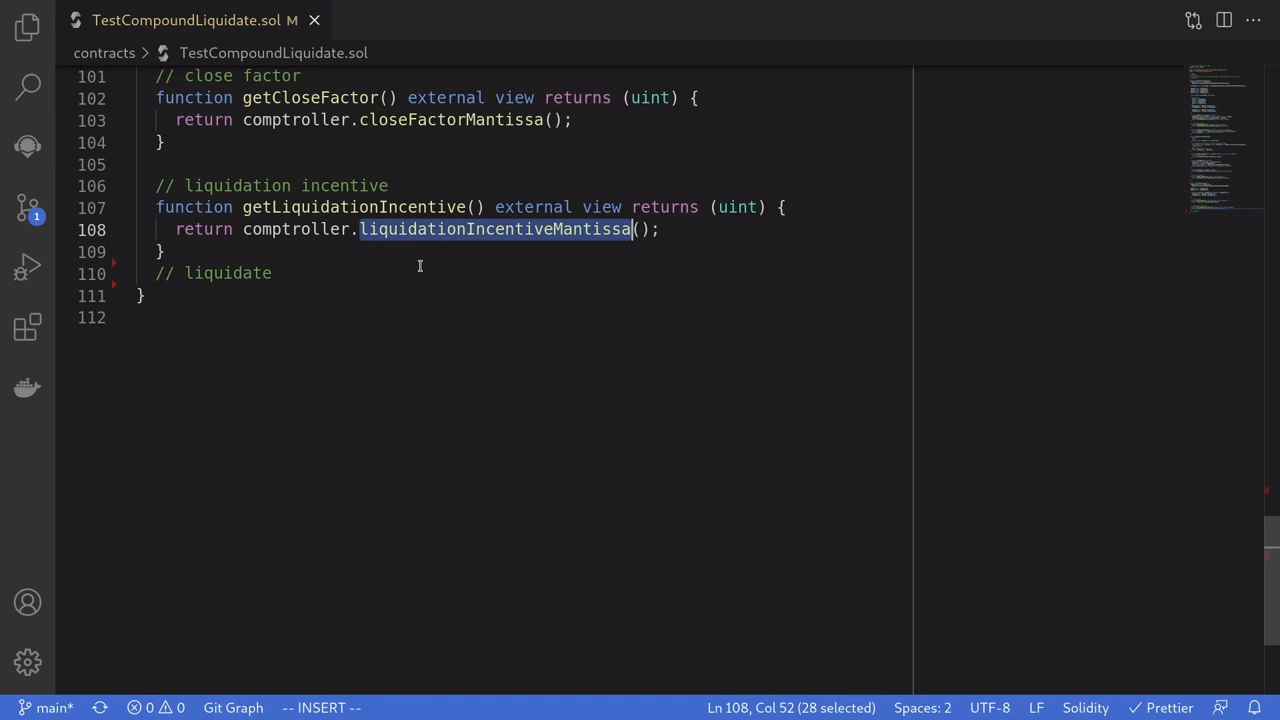 TestCompoundLiquidate.sol M
contracts > TestCompoundLiquidate.sol
101 // close factor
102 function getCloseFactor() external view returns (uint) {
103 return comptroller.closeFactorMantissa();
104 }
105
106 // liquidation incentive
107 function getLiquidationIncentive() external view returns (uint) {
108 return comptroller.liquidationIncentiveMantissa();
109 }
110 // liquidate
111 }
112
1
main* 0 0 Git Graph -- INSERT -- Ln 108, Col 52 (28 selected) Spaces: 2 UTF-8 LF Solidity Prettier